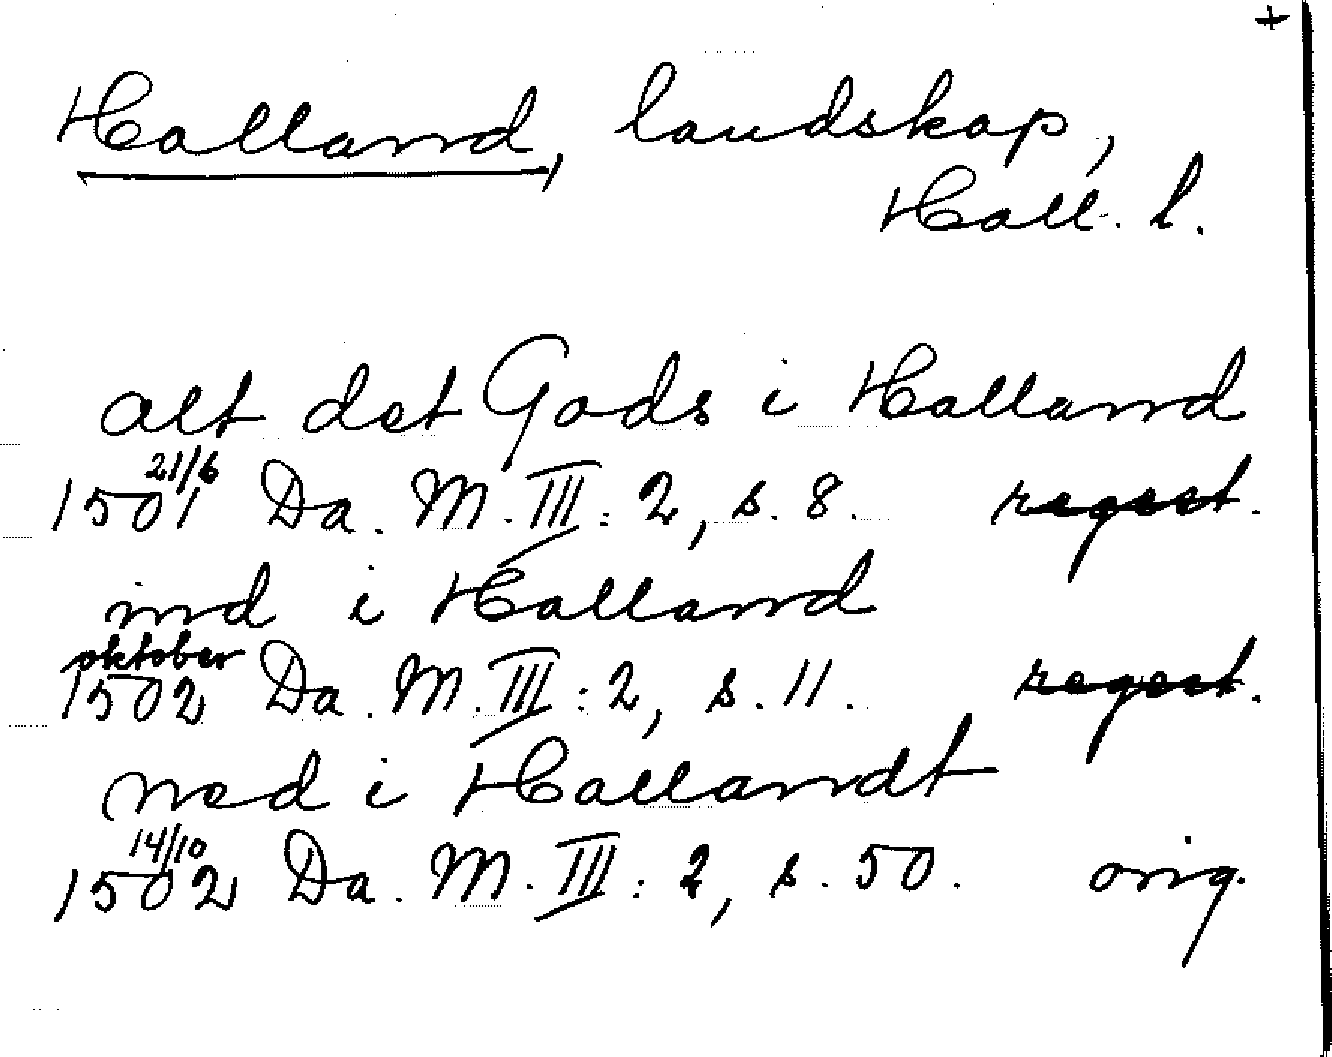 +
Halland, landskap,
Hall. l.
alt det Gods i Halland
21/6
1501 Da. M. III: 2, s. 8. regest.
ind i Halland
oktober
1502 Da. M. III: 2, s. 11. regest.
ned i Hallandt
14/10
1502 Da. M. III: 2, s. 50. orig.